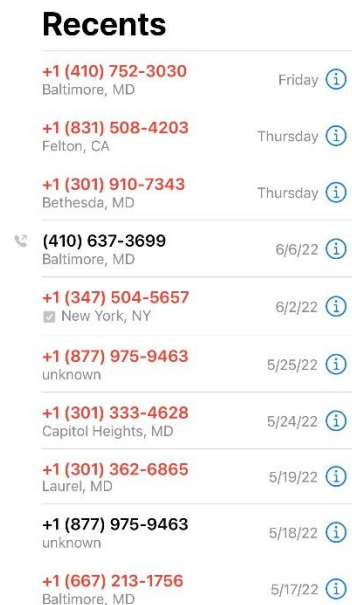 Recents
+1 (410) 752-3030
Baltimore, MD
Friday
+1 (831) 508-4203
Felton, CA
Thursday
+1 (301) 910-7343
Bethesda, MD
Thursday
(410) 637-3699
Baltimore, MD
6/6/22
+1 (347) 504-5657
New York, NY
6/2/22
+1 (877) 975-9463
unknown
5/25/22
+1 (301) 333-4628
Capitol Heights, MD
5/24/22
+1 (301) 362-6865
Laurel, MD
5/19/22
+1 (877) 975-9463
unknown
5/18/22
+1 (667) 213-1756
Baltimore, MD
5/17/22